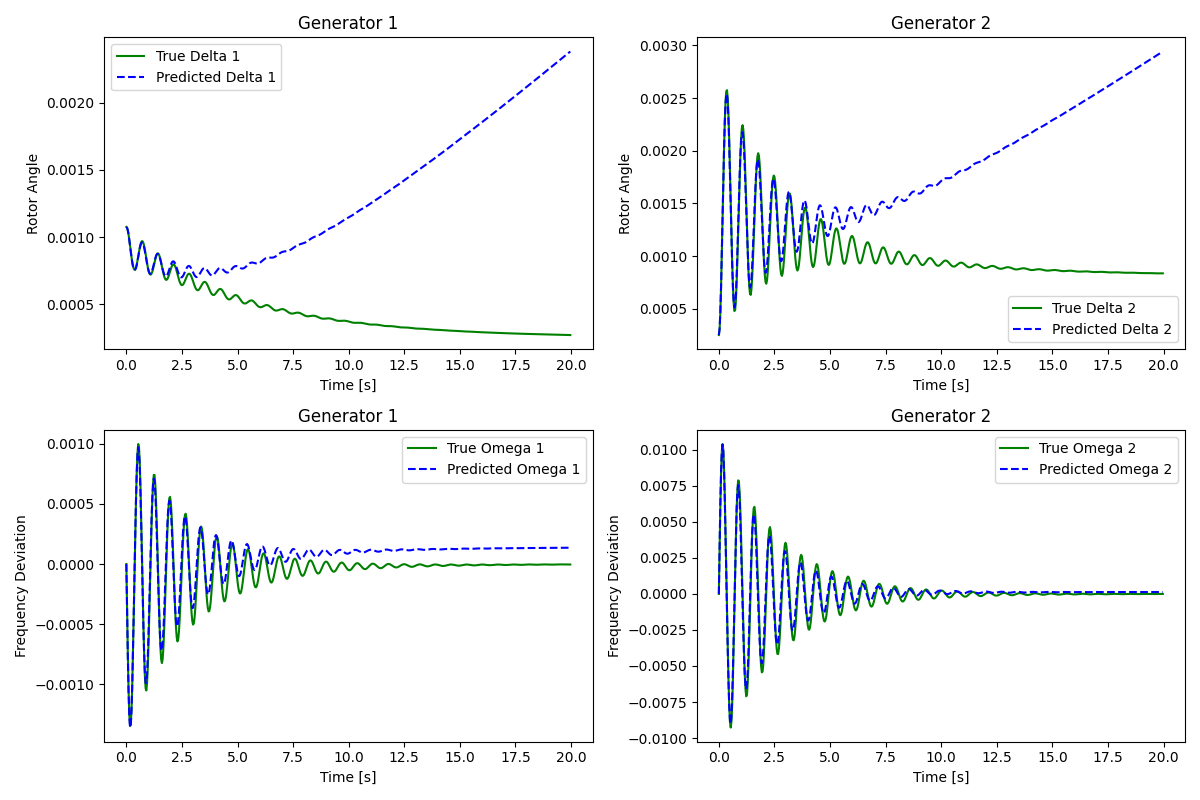 Generator 1
True Delta 1
Predicted Delta 1
Rotor Angle
0.0020
0.0015
0.0010
0.0005
0.0 2.5 5.0 7.5 10.0 12.5 15.0 17.5 20.0
Time [s]
Generator 2
Rotor Angle
0.0030
0.0025
0.0020
0.0015
0.0010
0.0005
True Delta 2
Predicted Delta 2
0.0 2.5 5.0 7.5 10.0 12.5 15.0 17.5 20.0
Time [s]
Generator 1
True Omega 1
Predicted Omega 1
Frequency Deviation
0.0010
0.0005
0.0000
−0.0005
−0.0010
0.0 2.5 5.0 7.5 10.0 12.5 15.0 17.5 20.0
Time [s]
Generator 2
True Omega 2
Predicted Omega 2
Frequency Deviation
0.0100
0.0075
0.0050
0.0025
0.0000
−0.0025
−0.0050
−0.0075
−0.0100
0.0 2.5 5.0 7.5 10.0 12.5 15.0 17.5 20.0
Time [s]